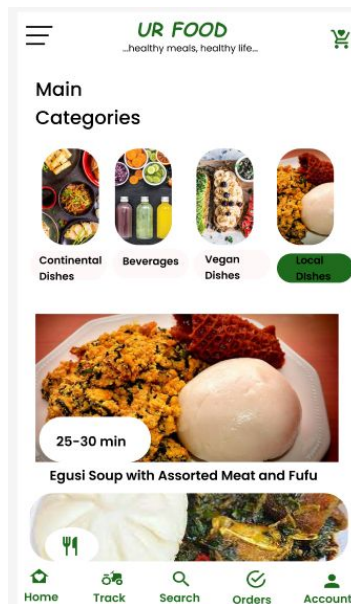 UR FOOD
...healthy meals, healthy life...
Main
Categories
Continental
Dishes
Beverages
Vegan
Dishes
Local
Dishes
25-30 min
Egusi Soup with Assorted Meat and Fufu
Home
Track
Search
Orders
Account